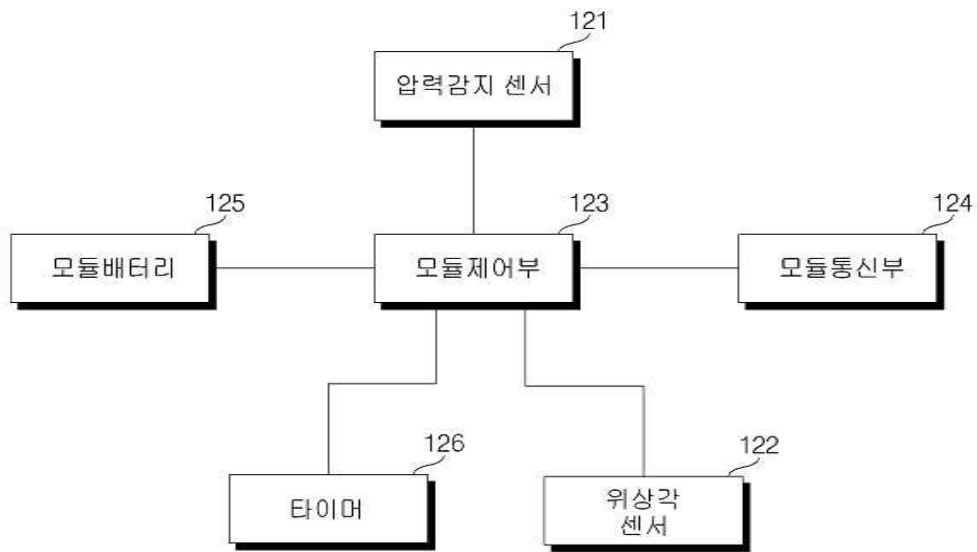 121
압력감지 센서
125
123
124
모듈배터리
모듈제어부
모듈통신부
126
122
타이머
위상각
센서